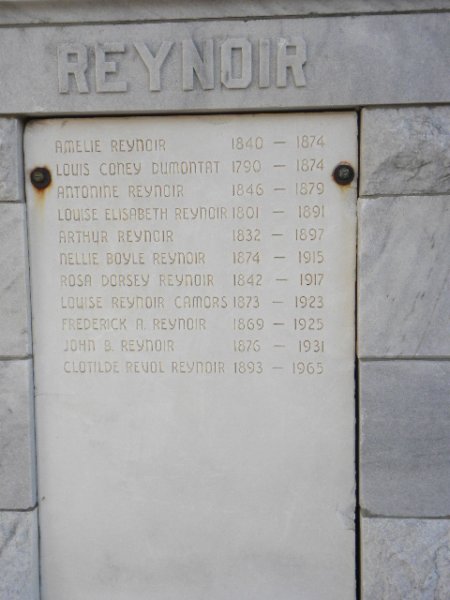 REYNOIR
AMELIE REYNOIR 1840 — 1874
LOUIS CONEY DUMONTAT 1790 — 1874
ANTONINE REYNOIR 1846 — 1879
LOUISE ELISABETH REYNOIR 1801 — 1891
ARTHUR REYNOIR 1832 — 1897
NELLIE BOYLE REYNOIR 1874 — 1915
ROSA DORSEY REYNOIR 1842 — 1917
LOUISE REYNOIR CAMORS 1873 — 1923
FREDERICK A. REYNOIR 1869 — 1925
JOHN B. REYNOIR 1876 — 1931
CLOTILDE REVOL REYNOIR 1893 — 1965